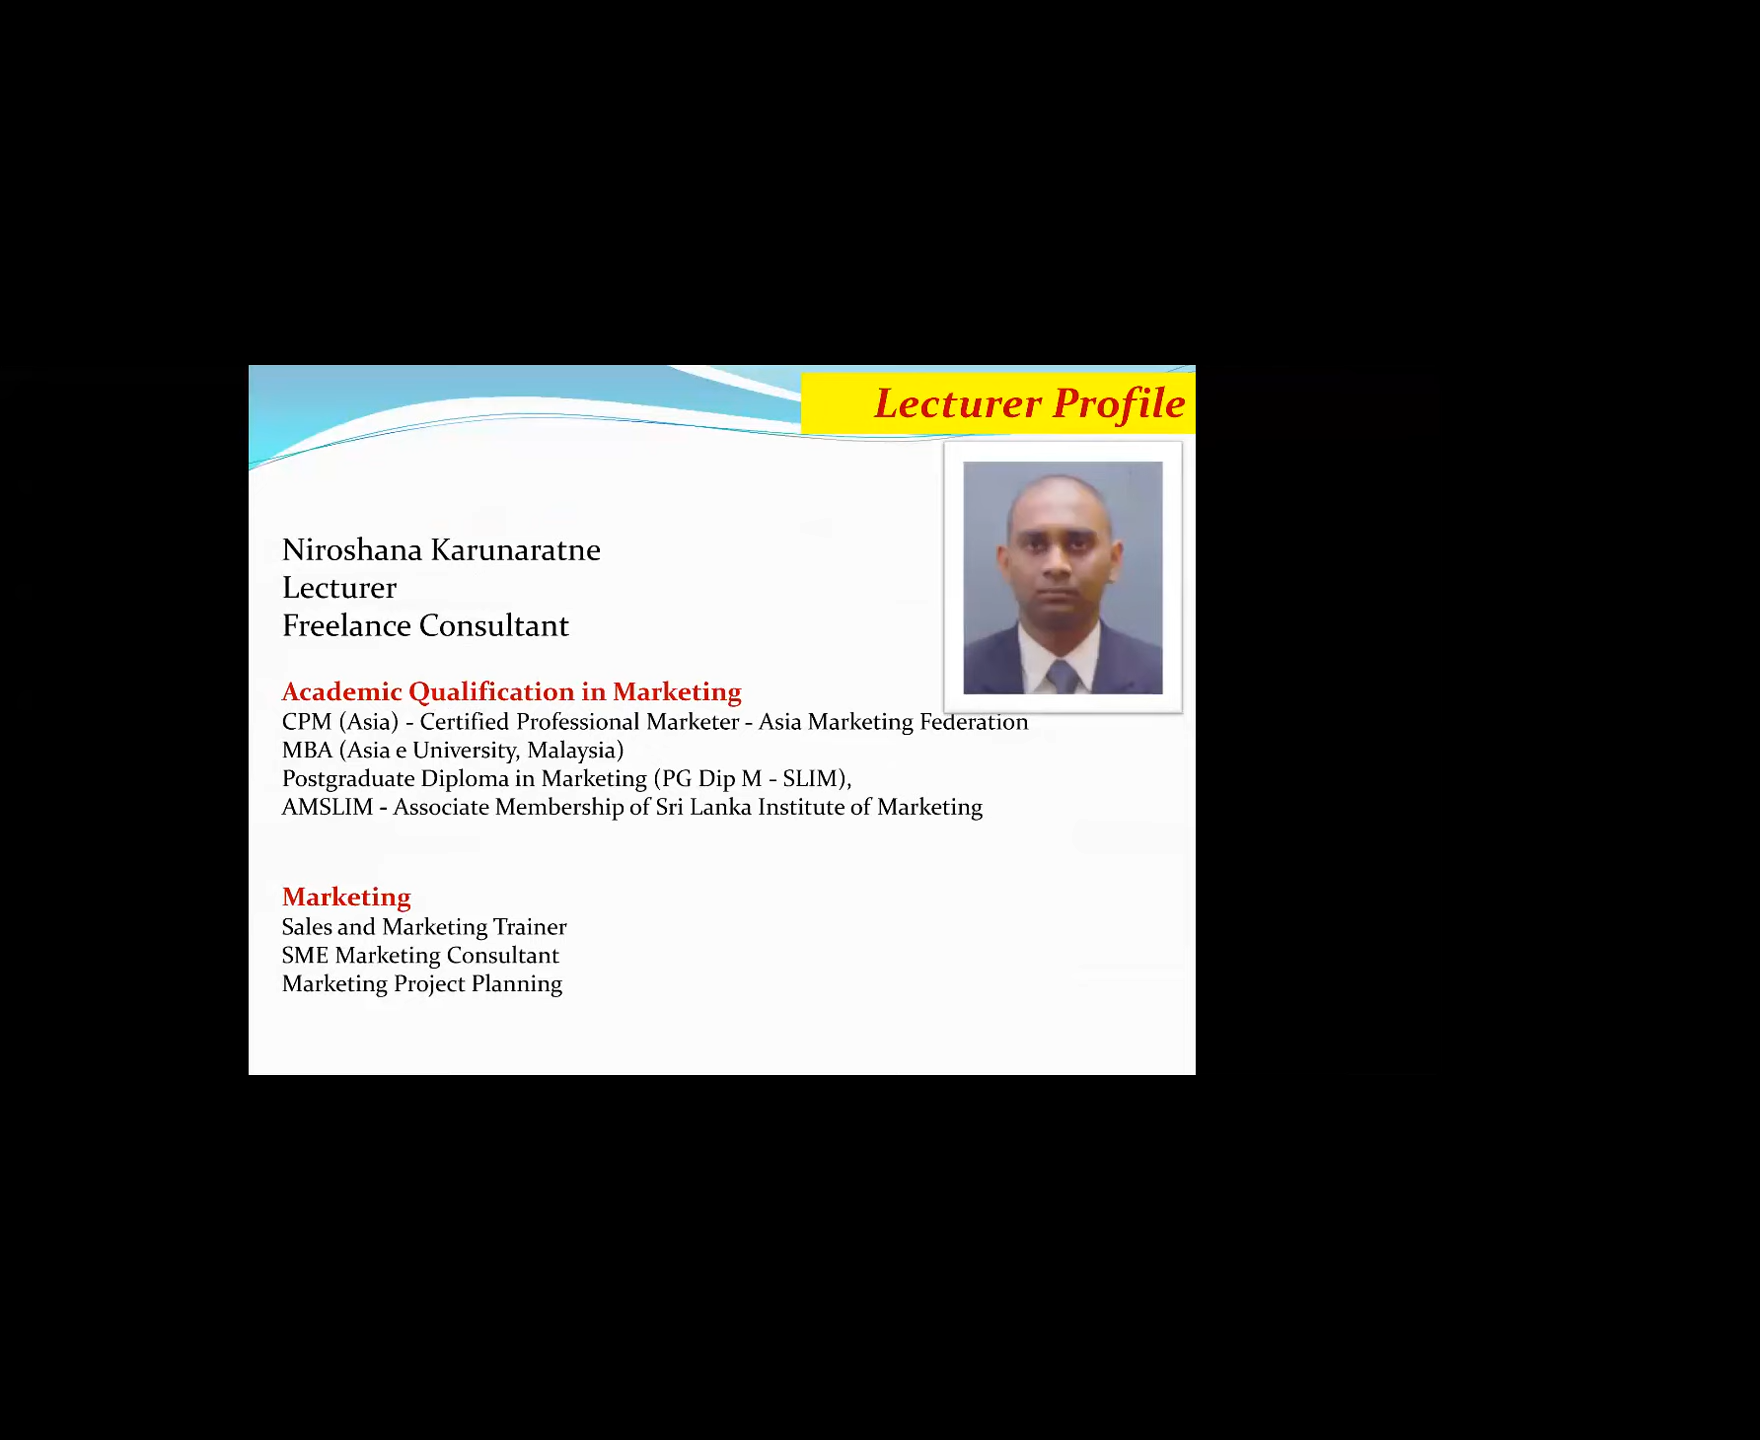 Lecturer Profile
Niroshana Karunaratne
Lecturer
Freelance Consultant
Academic Qualification in Marketing
CPM (Asia) - Certified Professional Marketer - Asia Marketing Federation
MBA (Asia e University, Malaysia)
Postgraduate Diploma in Marketing (PG Dip M - SLIM),
AMSLIM - Associate Membership of Sri Lanka Institute of Marketing
Marketing
Sales and Marketing Trainer
SME Marketing Consultant
Marketing Project Planning